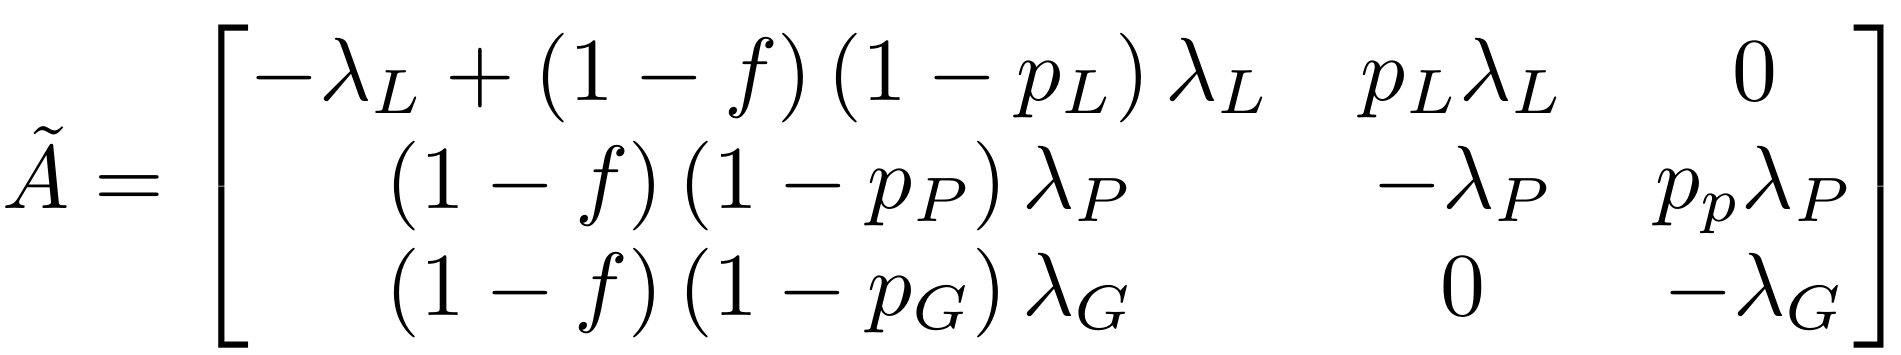 Ã = [ −λ_L + (1 − f) (1 − p_L) λ_L    p_Lλ_L    0
(1 − f) (1 − p_P) λ_P    −λ_P    p_pλ_P
(1 − f) (1 − p_G) λ_G    0    −λ_G ]